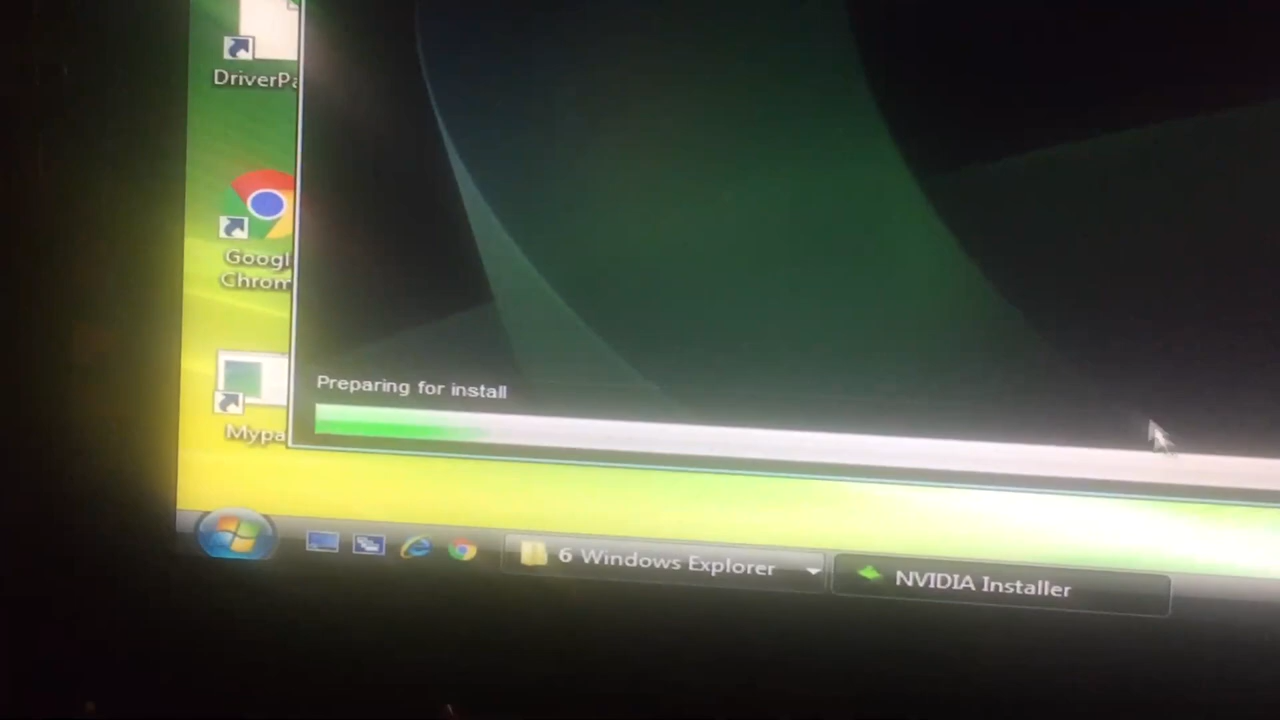 DriverPa
Googl
Chrom
Mypa
Preparing for install
6 Windows Explorer
NVIDIA Installer